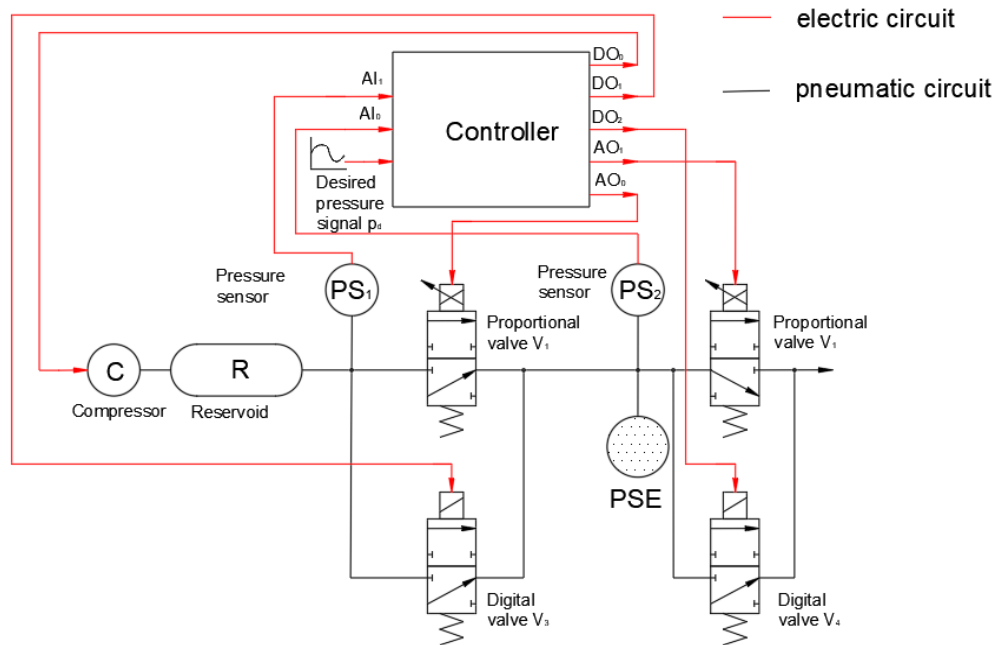 electric circuit
pneumatic circuit
DO₀
DO₁
DO₂
AO₁
AO₀
AI₁
AI₀
Controller
Desired
pressure
signal p_d
Pressure
sensor
PS₁
Pressure
sensor
PS₂
Proportional
valve V₁
Proportional
valve V₁
C
R
Compressor
Reservoid
PSE
Digital
valve V₃
Digital
valve V₄